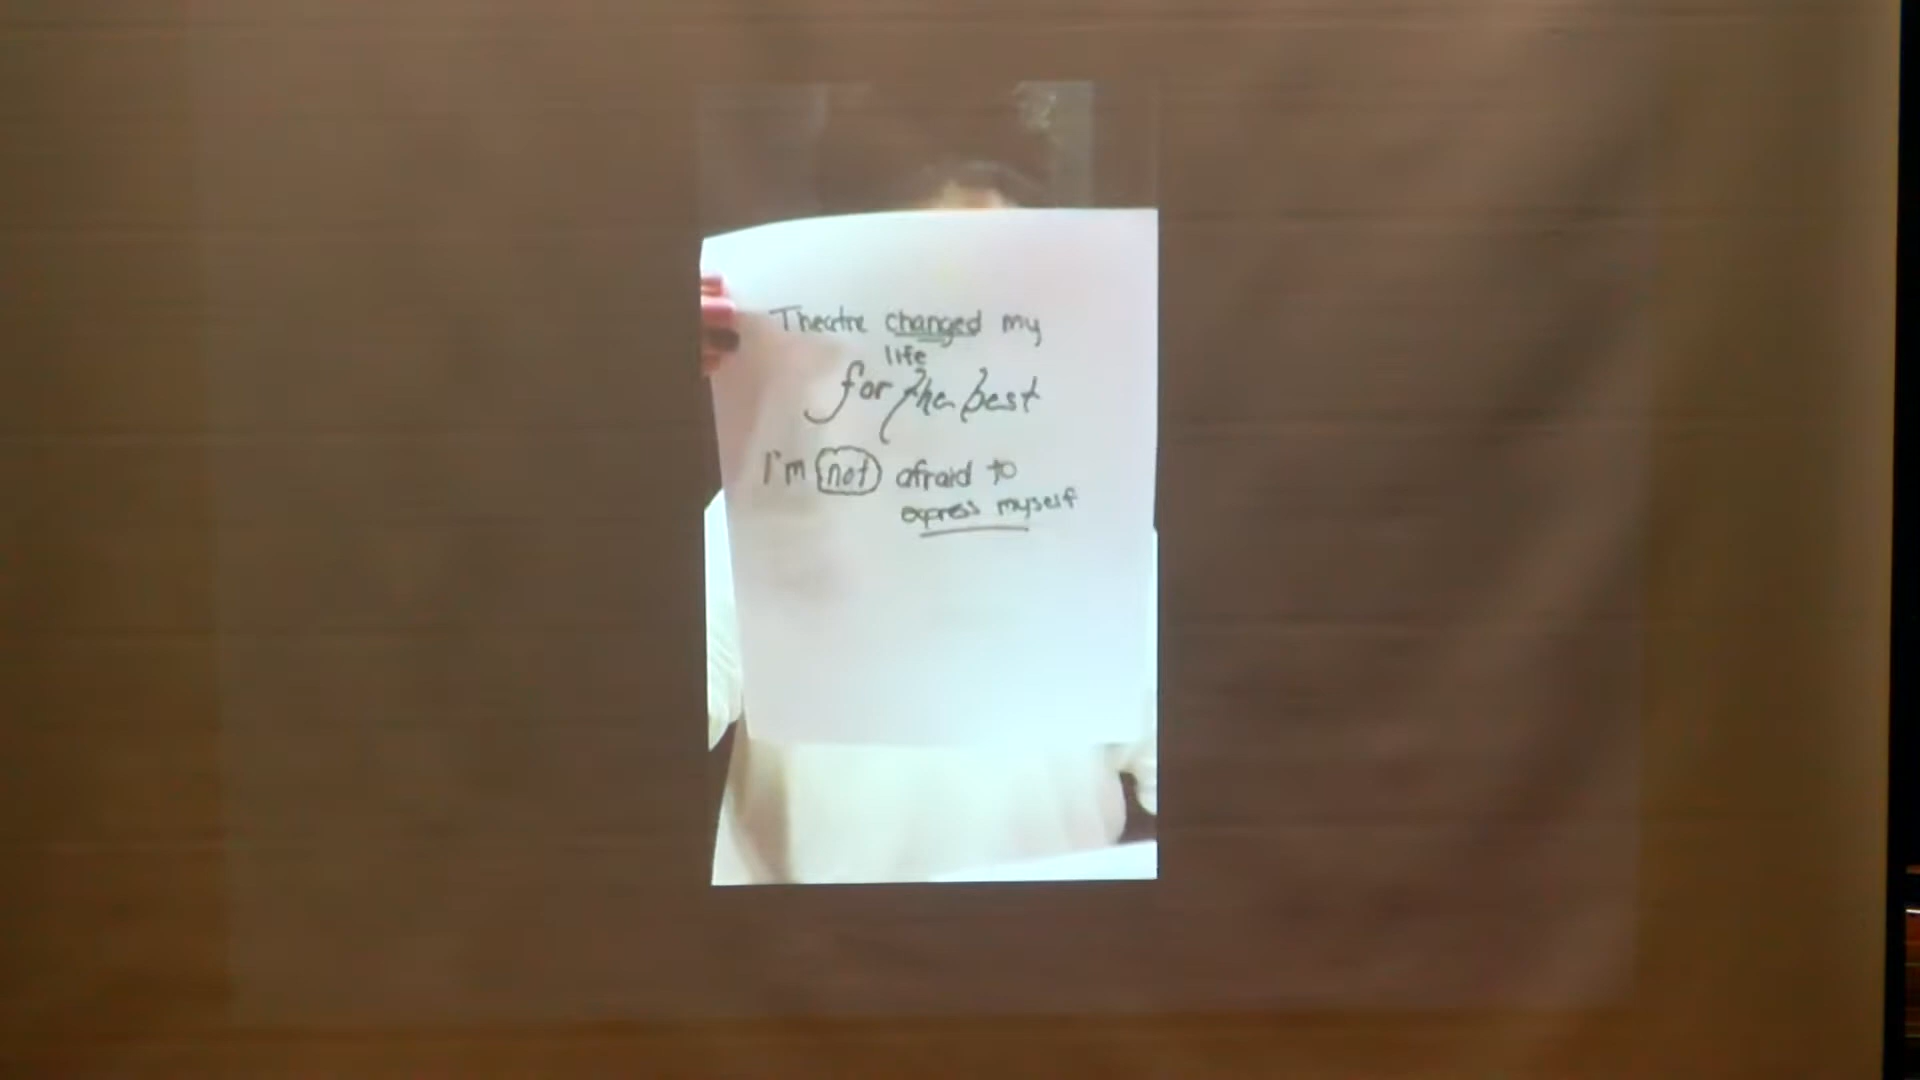 Theatre changed my
life
for the best
I'm not afraid to
express myself